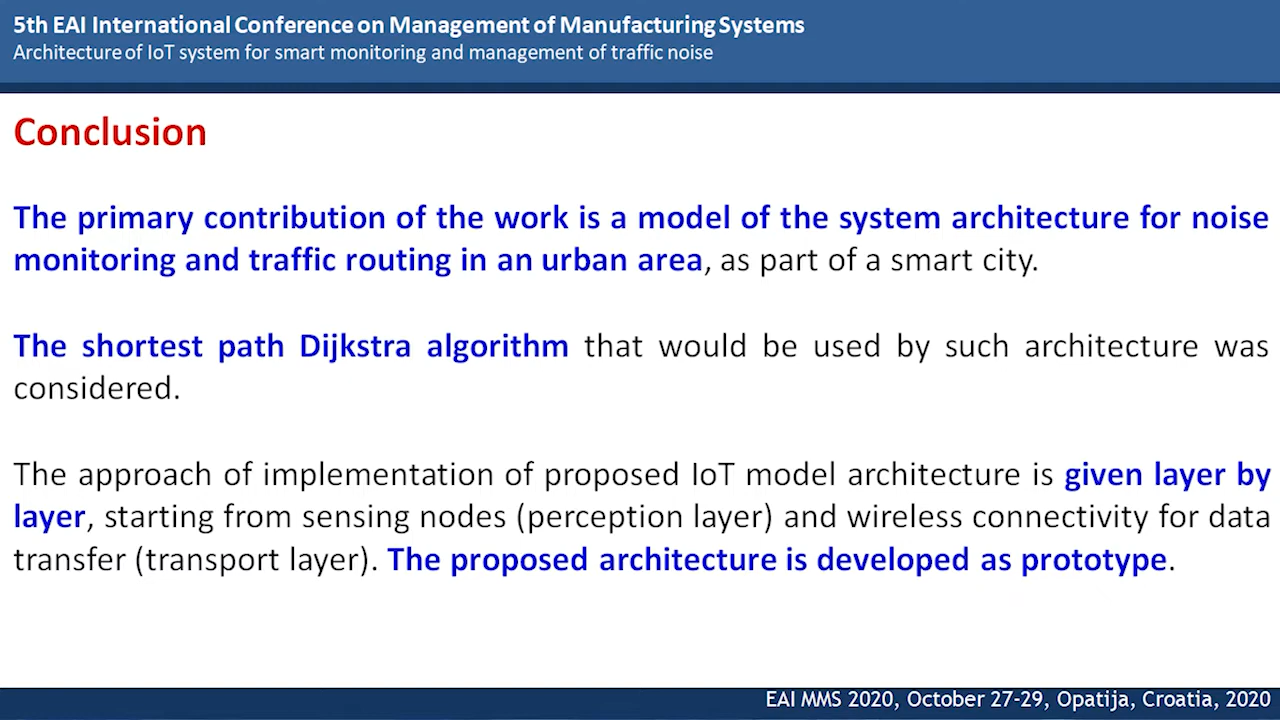 5th EAI International Conference on Management of Manufacturing Systems
Architecture of IoT system for smart monitoring and management of traffic noise
Conclusion
The primary contribution of the work is a model of the system architecture for noise
monitoring and traffic routing in an urban area, as part of a smart city.
The shortest path Dijkstra algorithm that would be used by such architecture was
considered.
The approach of implementation of proposed IoT model architecture is given layer by
layer, starting from sensing nodes (perception layer) and wireless connectivity for data
transfer (transport layer). The proposed architecture is developed as prototype.
EAI MMS 2020, October 27-29, Opatija, Croatia, 2020